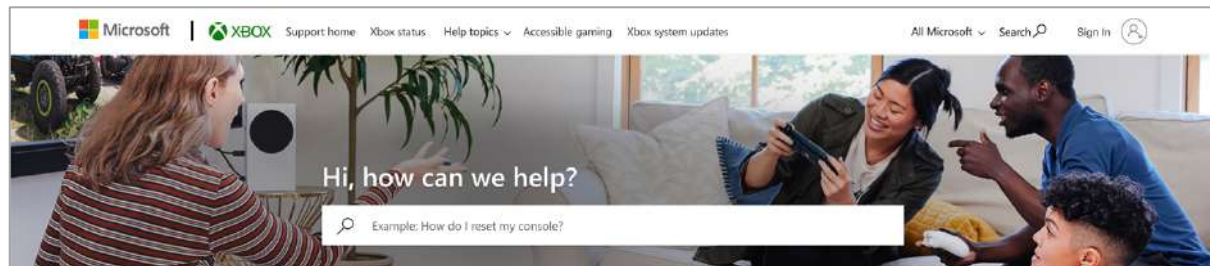 Microsoft XBOX Support home Xbox status Help topics Accessible gaming Xbox system updates All Microsoft Search Sign In
Hi, how can we help?
Example: How do I reset my console?